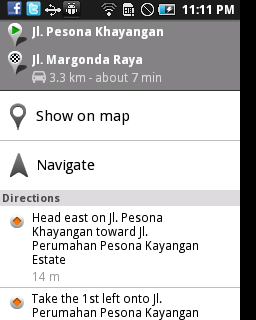 11:11 PM
Jl. Pesona Khayangan
Jl. Margonda Raya
3.3 km - about 7 min
Show on map
Navigate
Directions
Head east on Jl. Pesona
Khayangan toward Jl.
Perumahan Pesona Kayangan
Estate
14 m
Take the 1st left onto Jl.
Perumahan Pesona Kayangan